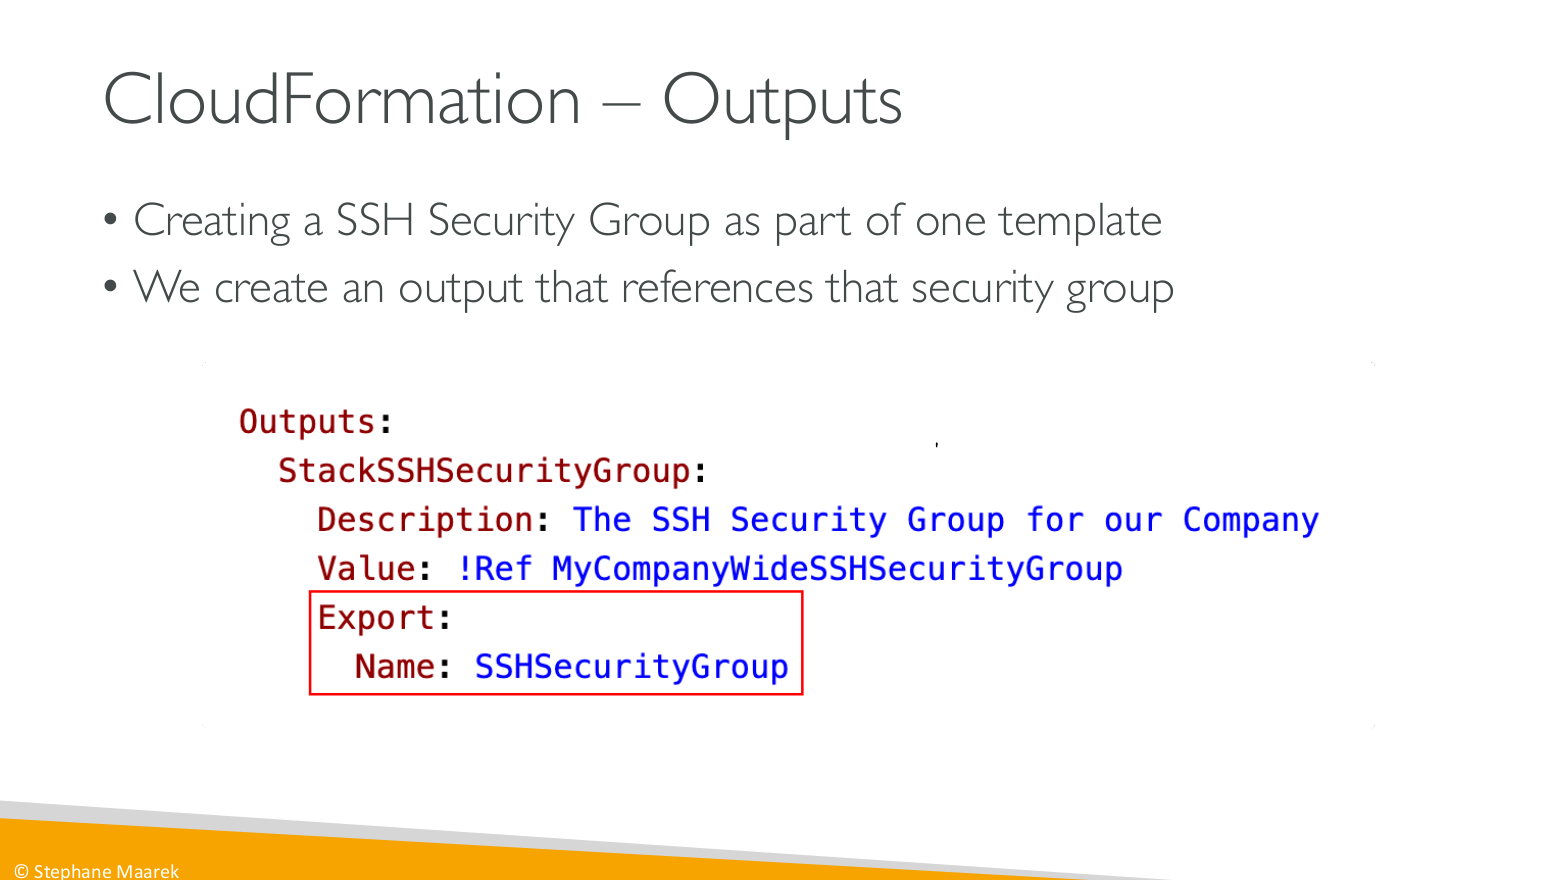 CloudFormation – Outputs
• Creating a SSH Security Group as part of one template
• We create an output that references that security group
Outputs:
  StackSSHSecurityGroup:
    Description: The SSH Security Group for our Company
    Value: !Ref MyCompanyWideSSHSecurityGroup
    Export:
      Name: SSHSecurityGroup
© Stephane Maarek